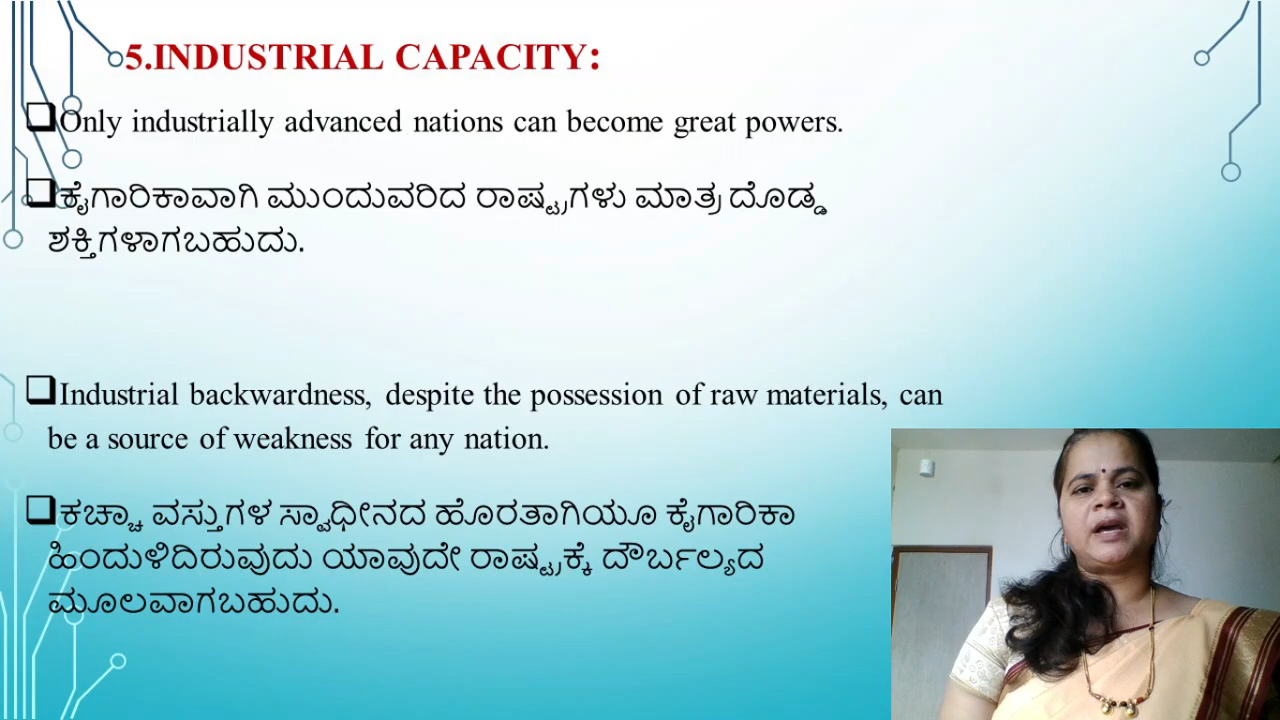 5.INDUSTRIAL CAPACITY:
Only industrially advanced nations can become great powers.
ಕೈಗಾರಿಕಾವಾಗಿ ಮುಂದುವರಿದ ರಾಷ್ಟ್ರಗಳು ಮಾತ್ರ ದೊಡ್ಡ
ಶಕ್ತಿಗಳಾಗಬಹುದು.
Industrial backwardness, despite the possession of raw materials, can
be a source of weakness for any nation.
ಕಚ್ಚಾ ವಸ್ತುಗಳ ಸ್ವಾಧೀನದ ಹೊರತಾಗಿಯೂ ಕೈಗಾರಿಕಾ
ಹಿಂದುಳಿದಿರುವುದು ಯಾವುದೇ ರಾಷ್ಟ್ರಕ್ಕೆ ದೌರ್ಬಲ್ಯದ
ಮೂಲವಾಗಬಹುದು.